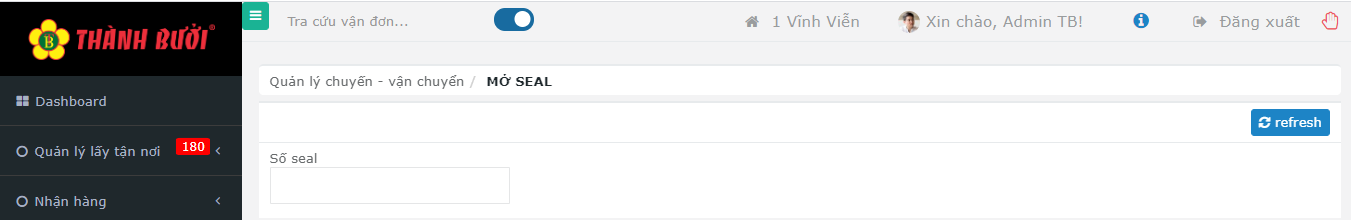 B THÀNH BƯỞI®
Tra cứu vận đơn...
1 Vĩnh Viễn
Xin chào, Admin TB!
Đăng xuất
Dashboard
Quản lý lấy tận nơi 180
Nhận hàng
Quản lý chuyến - vận chuyển / MỞ SEAL
refresh
Số seal